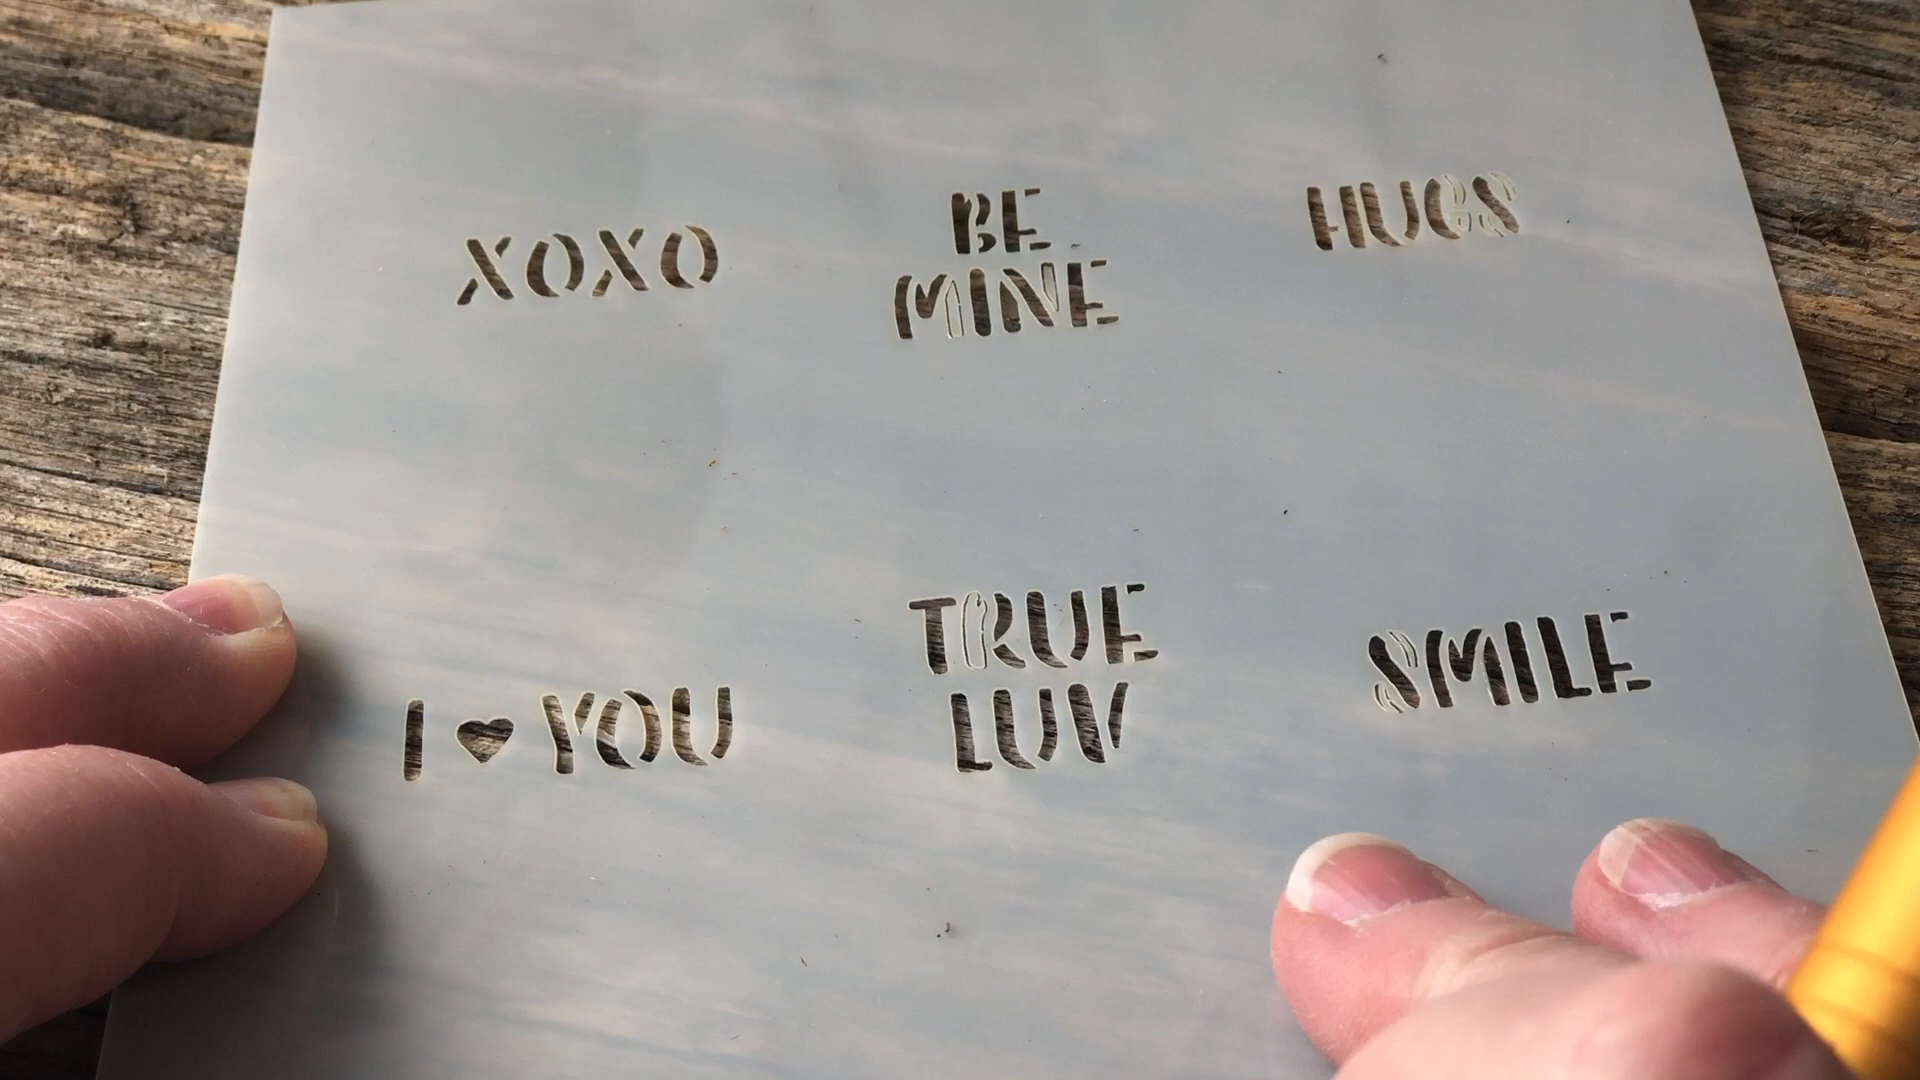 XOXO
BE
MINE
HUGS
I ♥ YOU
TRUE
LUV
SMILE